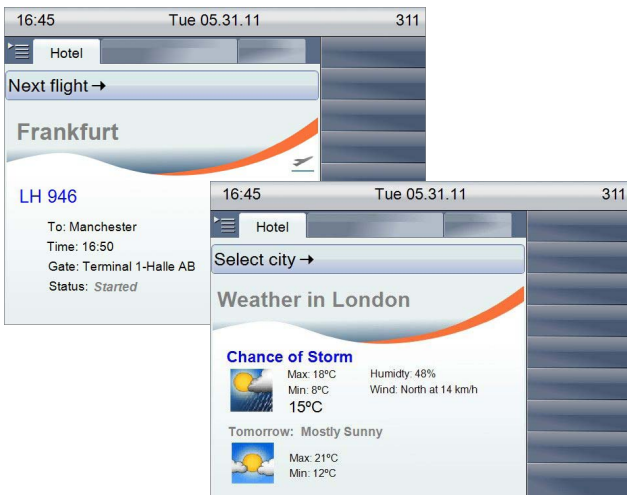 16:45 Tue 05.31.11 311
Hotel
Next flight →
Frankfurt
LH 946
To: Manchester
Time: 16:50
Gate: Terminal 1-Halle AB
Status: Started
16:45 Tue 05.31.11 311
Hotel
Select city →
Weather in London
Chance of Storm
Max: 18ºC Humidty: 48%
Min: 8ºC Wind: North at 14 km/h
15ºC
Tomorrow: Mostly Sunny
Max: 21ºC
Min: 12ºC